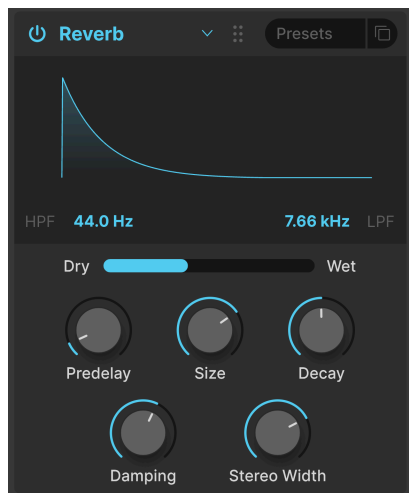 Reverb
Presets
HPF 44.0 Hz 7.66 kHz LPF
Dry Wet
Predelay Size Decay
Damping Stereo Width